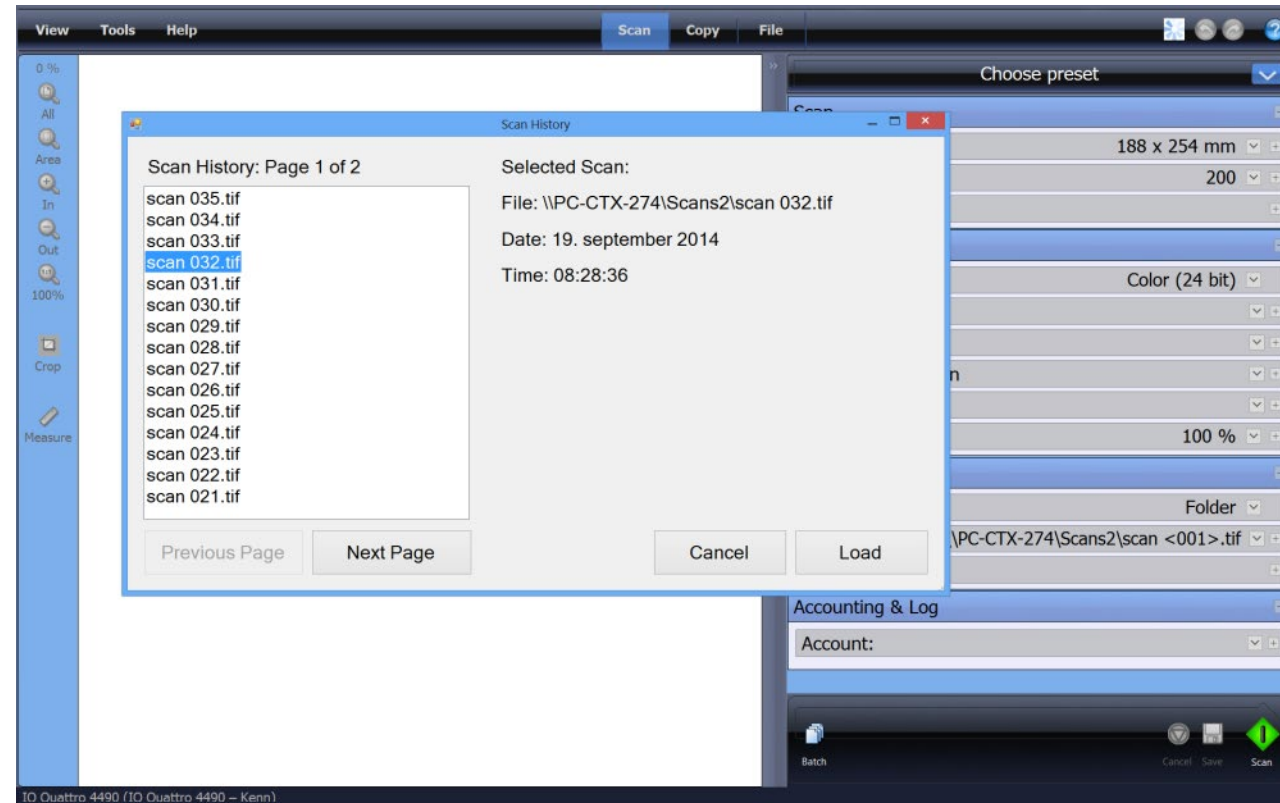 View Tools Help Scan Copy File
0 %
All
Area
In
Out
100%
Crop
Measure
Choose preset
Scan
188 x 254 mm
200
Color (24 bit)
n
100 %
Folder
\PC-CTX-274\Scans2\scan <001>.tif
Accounting & Log
Account:
Scan History
Scan History: Page 1 of 2
scan 035.tif
scan 034.tif
scan 033.tif
scan 032.tif
scan 031.tif
scan 030.tif
scan 029.tif
scan 028.tif
scan 027.tif
scan 026.tif
scan 025.tif
scan 024.tif
scan 023.tif
scan 022.tif
scan 021.tif
Selected Scan:
File: \\PC-CTX-274\Scans2\scan 032.tif
Date: 19. september 2014
Time: 08:28:36
Previous Page Next Page Cancel Load
Batch Cancel Save Scan
IO Quattro 4490 (IO Quattro 4490 – Kenn)